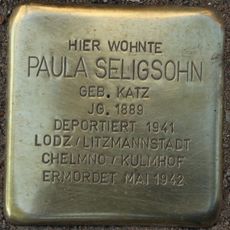 HIER WOHNTE
PAULA SELIGSOHN
GEB. KATZ
JG. 1889
DEPORTIERT 1941
LODZ / LITZMANNSTADT
CHELMNO / KULMHOF
ERMORDET MAI 1942